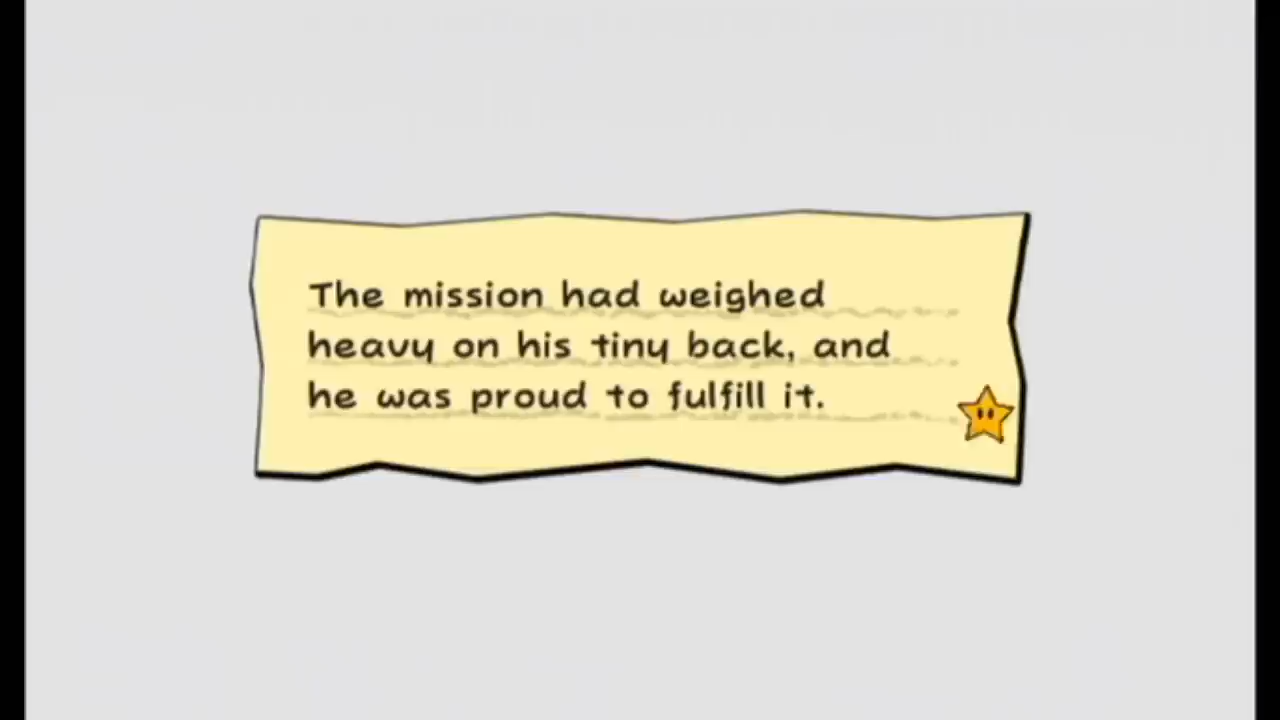 The mission had weighed
heavy on his tiny back, and
he was proud to fulfill it.